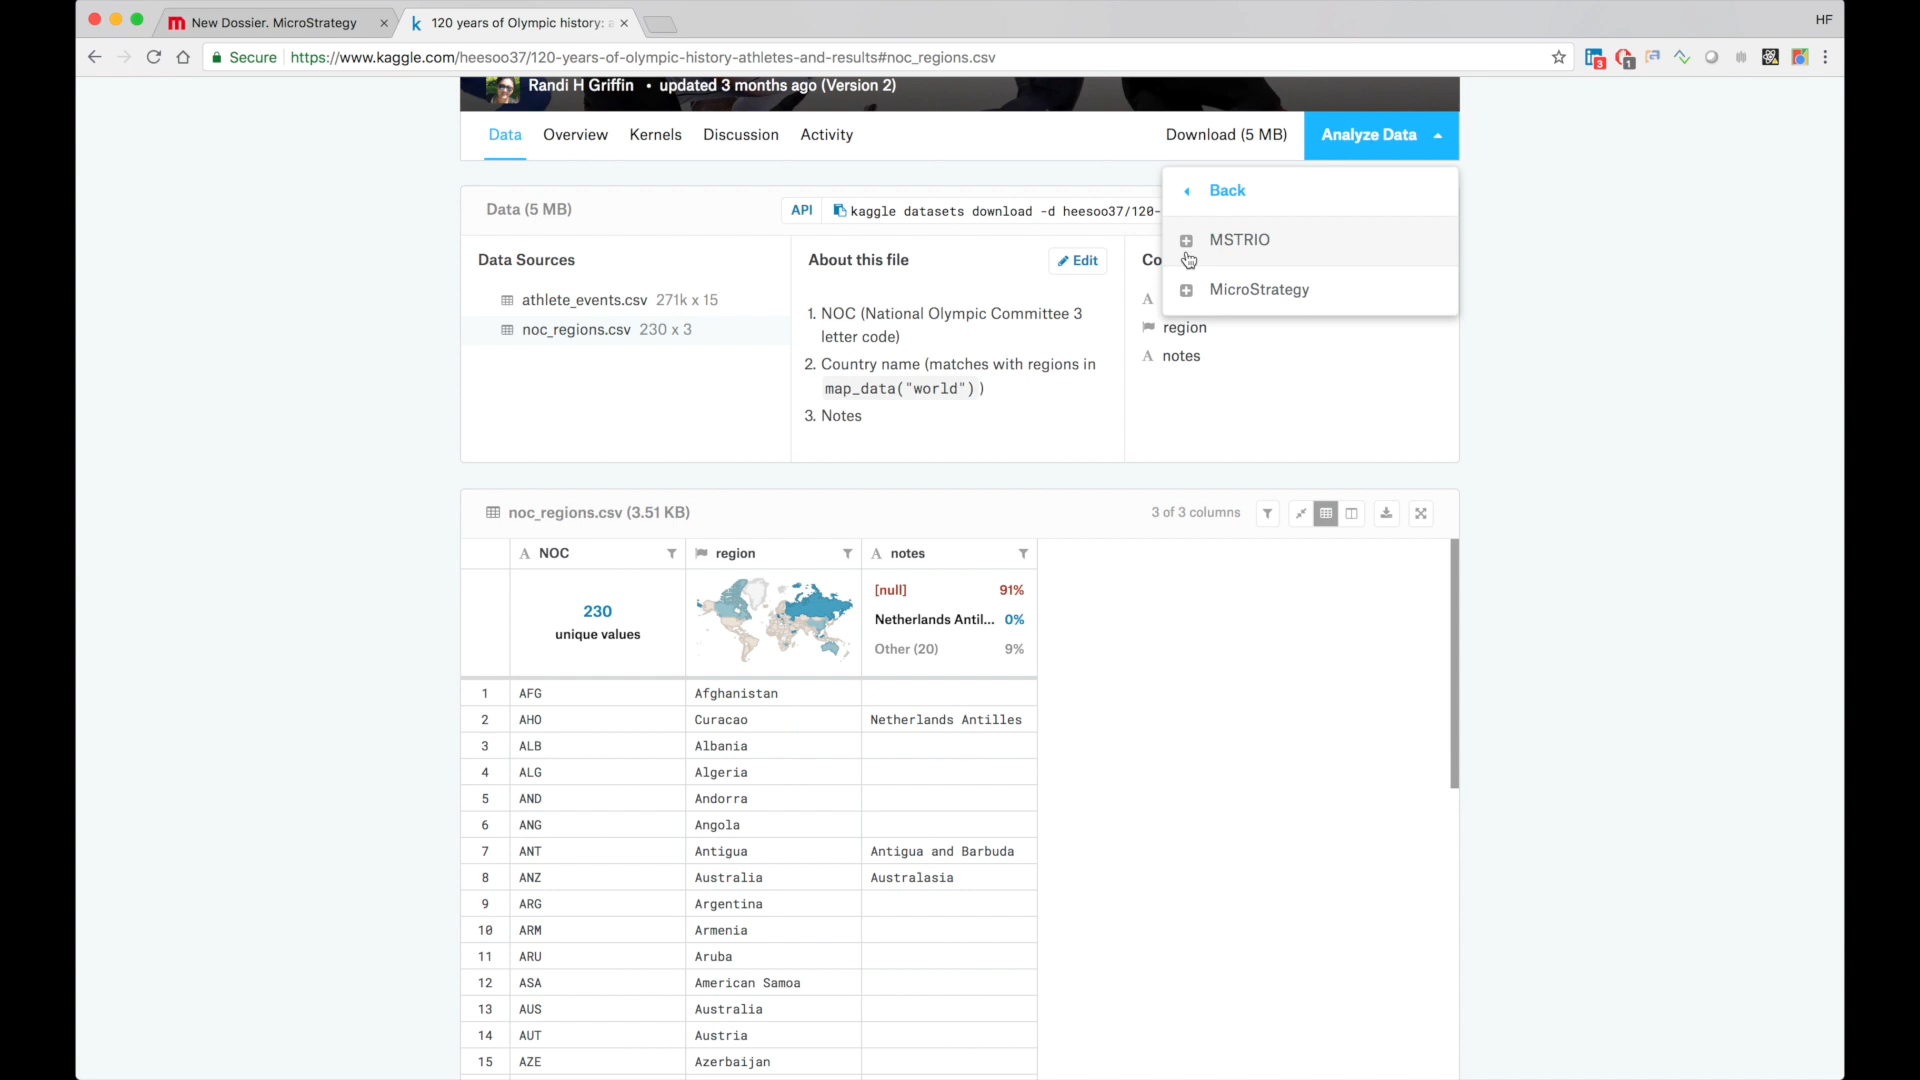 New Dossier. MicroStrategy
120 years of Olympic history: a
HF
Secure
https://www.kaggle.com/heesoo37/120-years-of-olympic-history-athletes-and-results#noc_regions.csv
3
1
Randi H Griffin • updated 3 months ago (Version 2)
Data Overview Kernels Discussion Activity
Download (5 MB)
Analyze Data
Back
MSTRIO
MicroStrategy
Data (5 MB)
API
kaggle datasets download -d heesoo37/120-
Data Sources
athlete_events.csv 271k x 15
noc_regions.csv 230 x 3
About this file
Edit
1. NOC (National Olympic Committee 3
letter code)
2. Country name (matches with regions in
map_data("world"))
3. Notes
Co
A
region
A notes
noc_regions.csv (3.51 KB)
3 of 3 columns
A NOC region A notes
230
unique values
[null] 91%
Netherlands Antil... 0%
Other (20) 9%
1 AFG Afghanistan
2 AHO Curacao Netherlands Antilles
3 ALB Albania
4 ALG Algeria
5 AND Andorra
6 ANG Angola
7 ANT Antigua Antigua and Barbuda
8 ANZ Australia Australasia
9 ARG Argentina
10 ARM Armenia
11 ARU Aruba
12 ASA American Samoa
13 AUS Australia
14 AUT Austria
15 AZE Azerbaijan